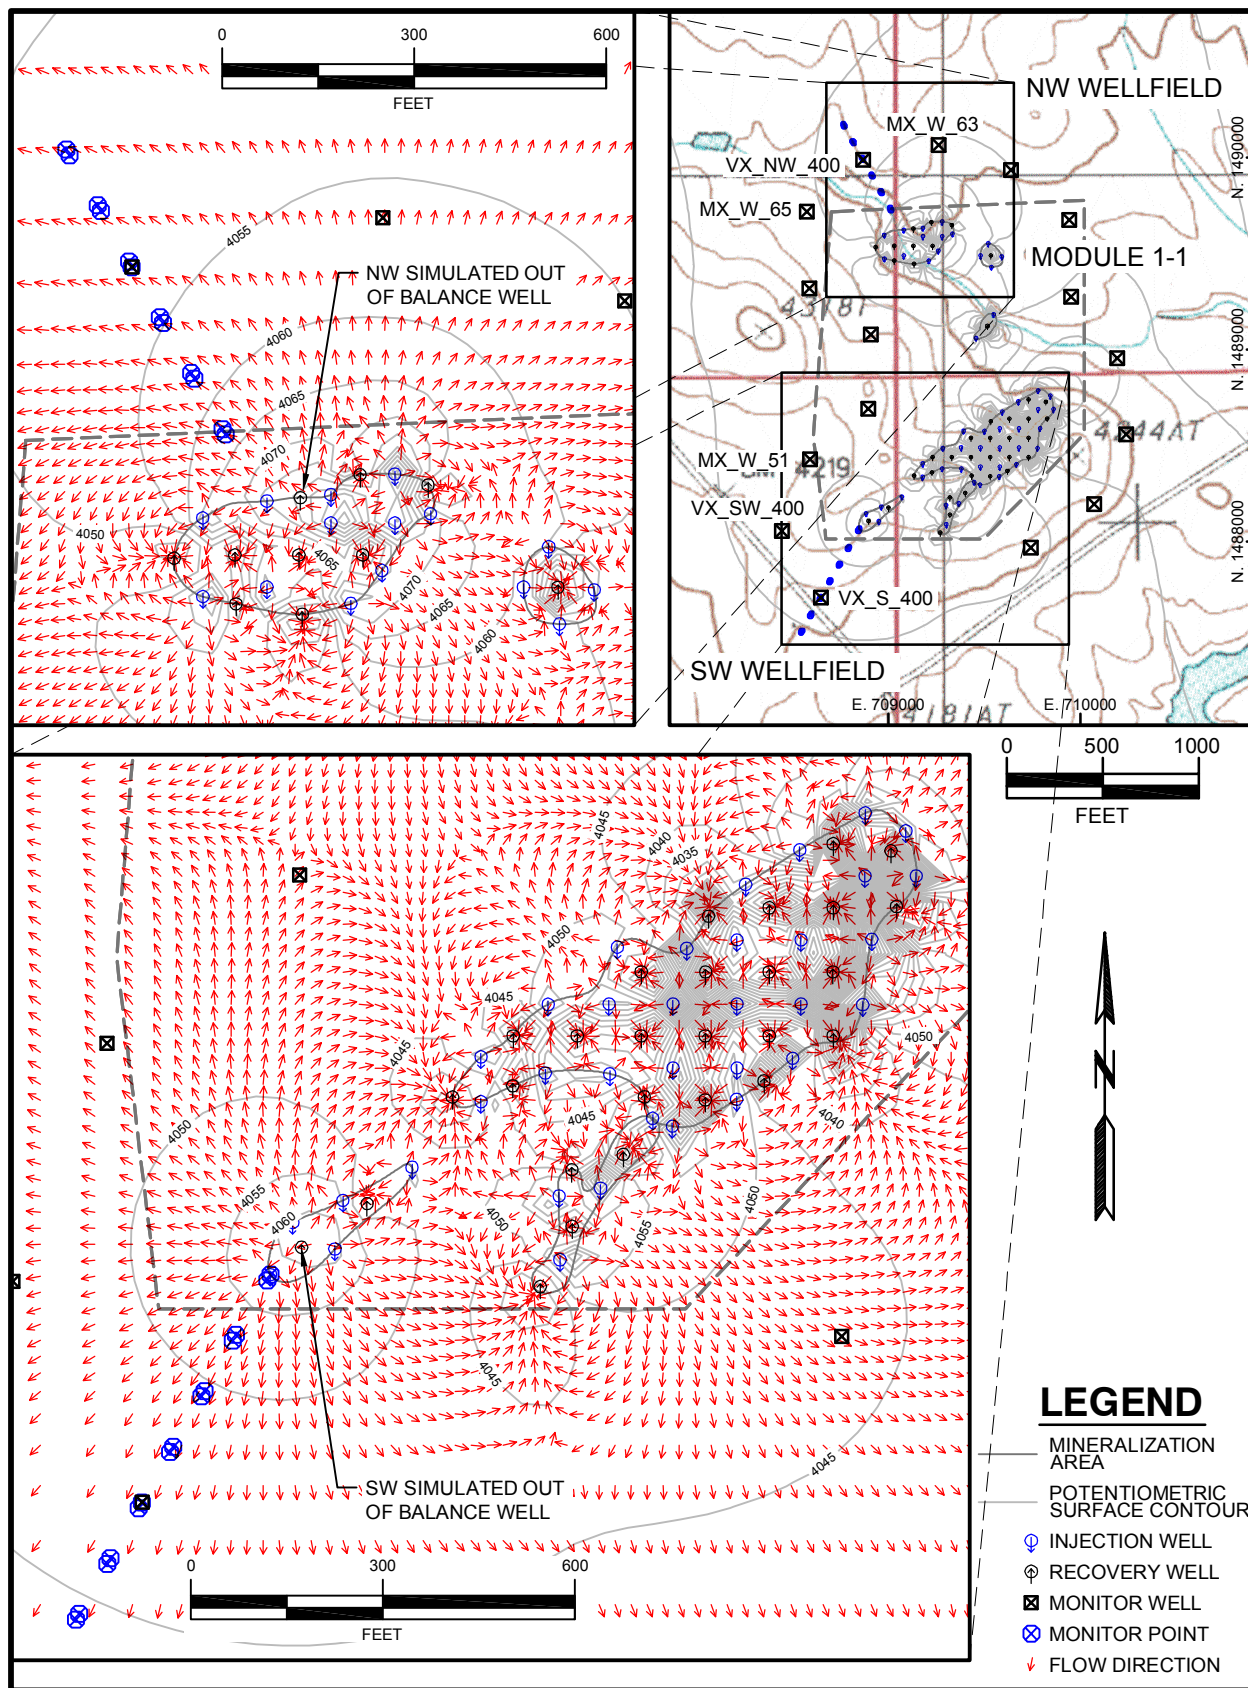 0 300 600
FEET
4055
NW SIMULATED OUT
OF BALANCE WELL
4060
4065
4070
4050
4065
4070
4065
4060
NW WELLFIELD
MX_W_63
VX_NW_400
MX_W_65
MODULE 1-1
4318T
N. 1490000
N. 1489000
N. 1488000
MX_W_51
4219
4244AT
VX_SW_400
VX_S_400
SW WELLFIELD
E. 709000
E. 710000
4181AT
0 500 1000
FEET
4045
4040
4035
4050
4045
4045
4050
4045
4040
4050
4055
4060
4050
4050
4055
4045
4045
SW SIMULATED OUT
OF BALANCE WELL
0 300 600
FEET
N
LEGEND
MINERALIZATION
AREA
POTENTIOMETRIC
SURFACE CONTOUR
INJECTION WELL
RECOVERY WELL
MONITOR WELL
MONITOR POINT
FLOW DIRECTION